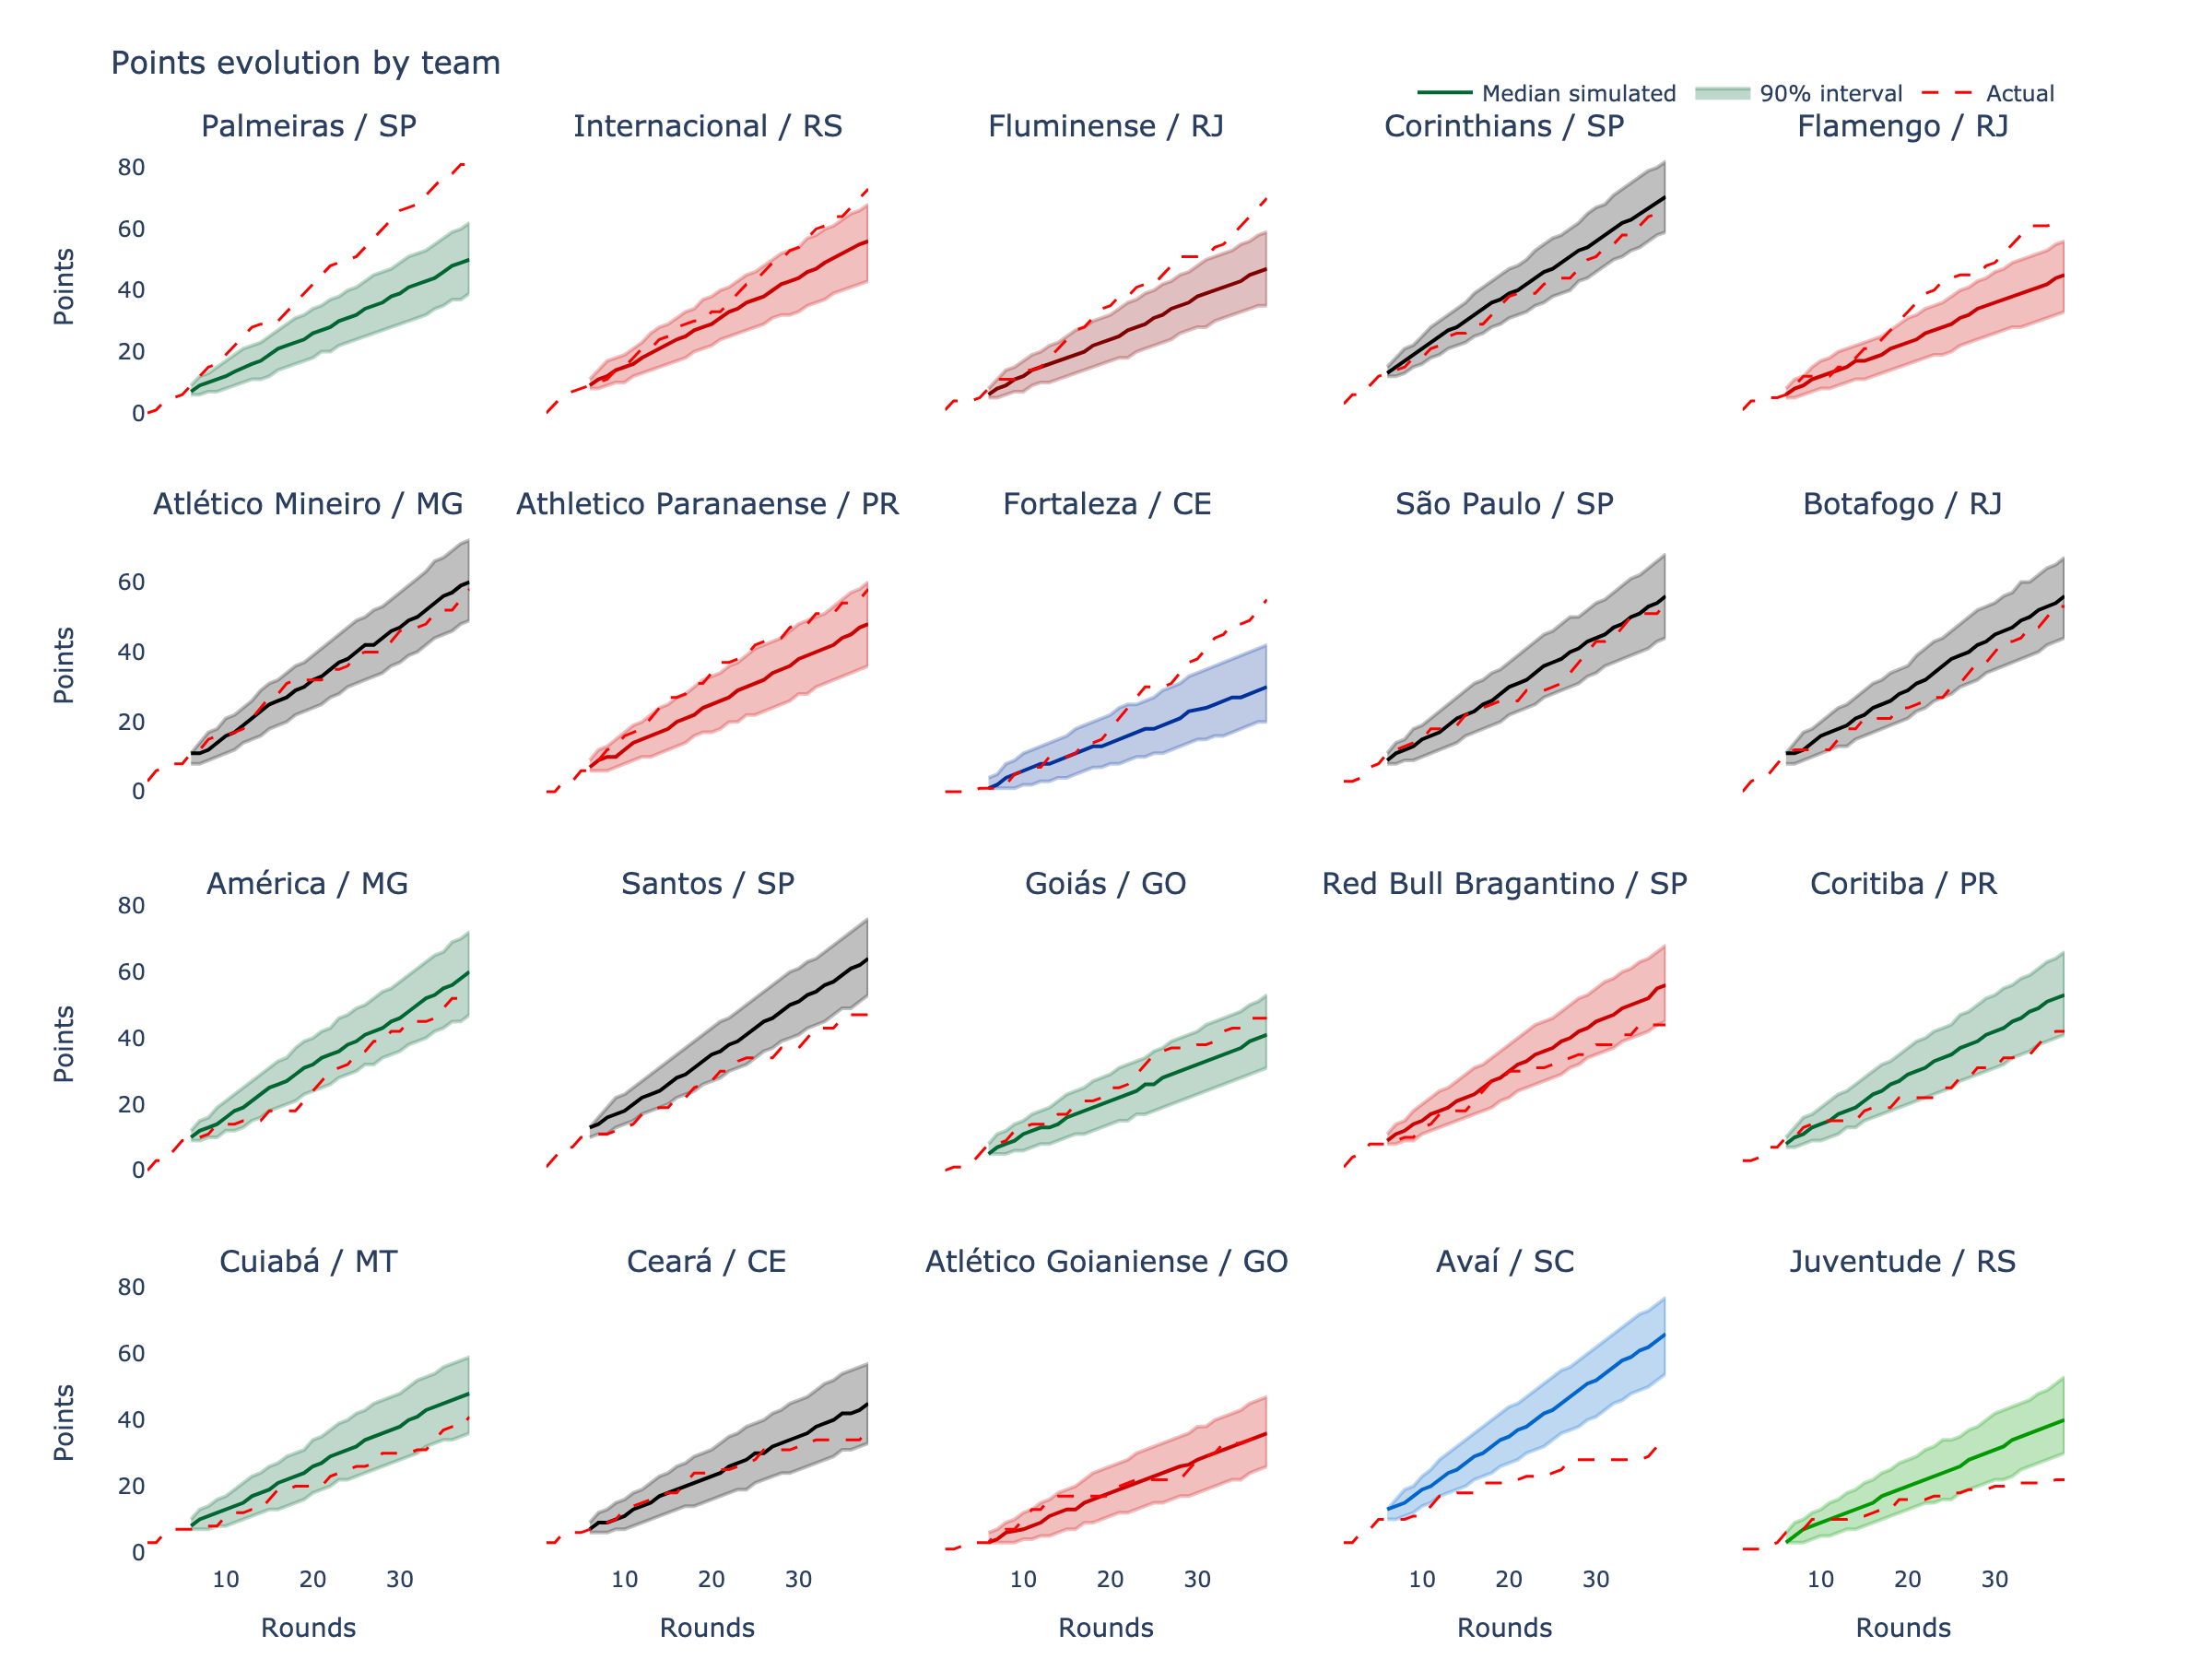 Points evolution by team
Median simulated 90% interval Actual
Palmeiras / SP Internacional / RS Fluminense / RJ Corinthians / SP Flamengo / RJ
80
60
40
20
0
Points
Atlético Mineiro / MG Athletico Paranaense / PR Fortaleza / CE São Paulo / SP Botafogo / RJ
60
40
20
0
Points
América / MG Santos / SP Goiás / GO Red Bull Bragantino / SP Coritiba / PR
80
60
40
20
0
Points
Cuiabá / MT Ceará / CE Atlético Goianiense / GO Avaí / SC Juventude / RS
80
60
40
20
0
Points
10 20 30 10 20 30 10 20 30 10 20 30 10 20 30
Rounds Rounds Rounds Rounds Rounds